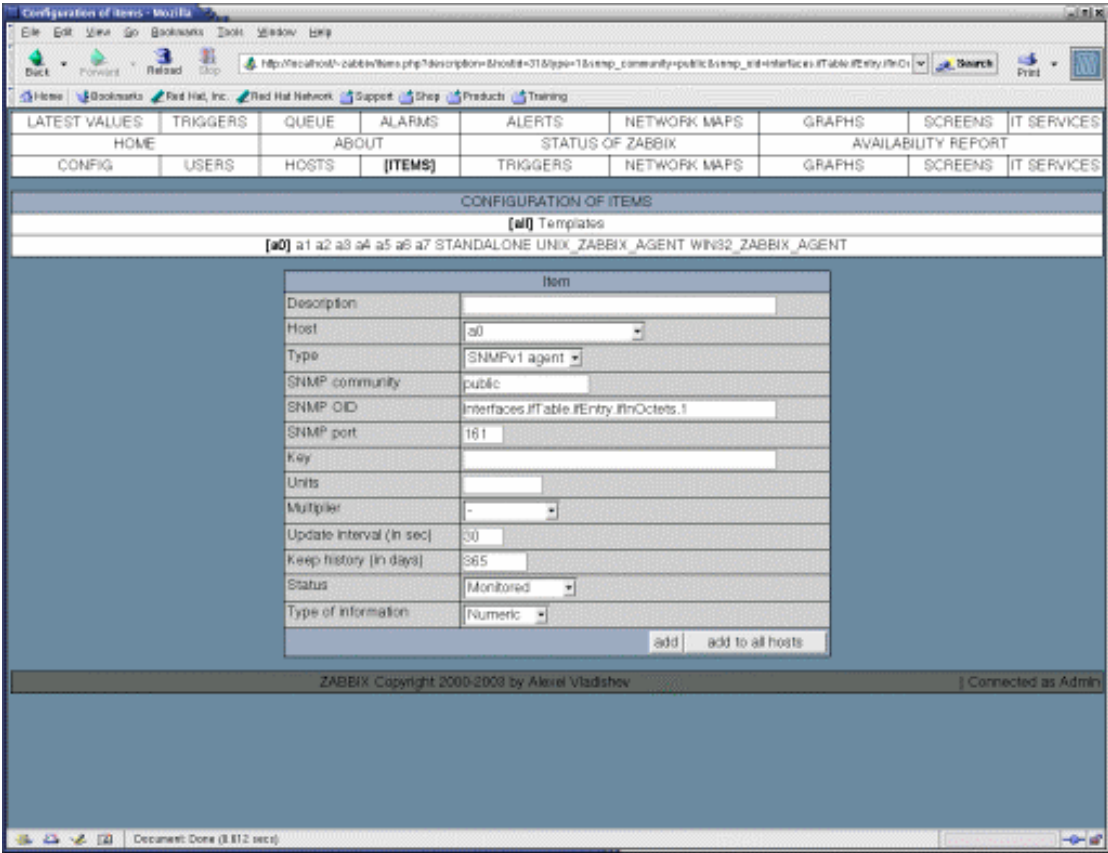 Configuration of items - Mozilla
File Edit View Go Bookmarks Tools Window Help
Back Forward Reload Stop Search Print
Home Bookmarks Red Hat, Inc. Red Hat Network Support Shop Products Training
LATEST VALUES TRIGGERS QUEUE ALARMS ALERTS NETWORK MAPS GRAPHS SCREENS IT SERVICES
HOME ABOUT STATUS OF ZABBIX AVAILABILITY REPORT
CONFIG USERS HOSTS [ITEMS] TRIGGERS NETWORK MAPS GRAPHS SCREENS IT SERVICES
CONFIGURATION OF ITEMS
[all] Templates
[a0] a1 a2 a3 a4 a5 a6 a7 STANDALONE UNIX_ZABBIX_AGENT WIN32_ZABBIX_AGENT
Item
Description
Host a0
Type SNMPv1 agent
SNMP community public
SNMP OID interfaces.ifTable.ifEntry.ifInOctets.1
SNMP port 161
Key
Units
Multiplier -
Update interval (in sec) 30
Keep history (in days) 365
Status Monitored
Type of information Numeric
add add to all hosts
ZABBIX Copyright 2000-2003 by Alexei Vladishev | Connected as Admin
Document: Done (0.612 secs)